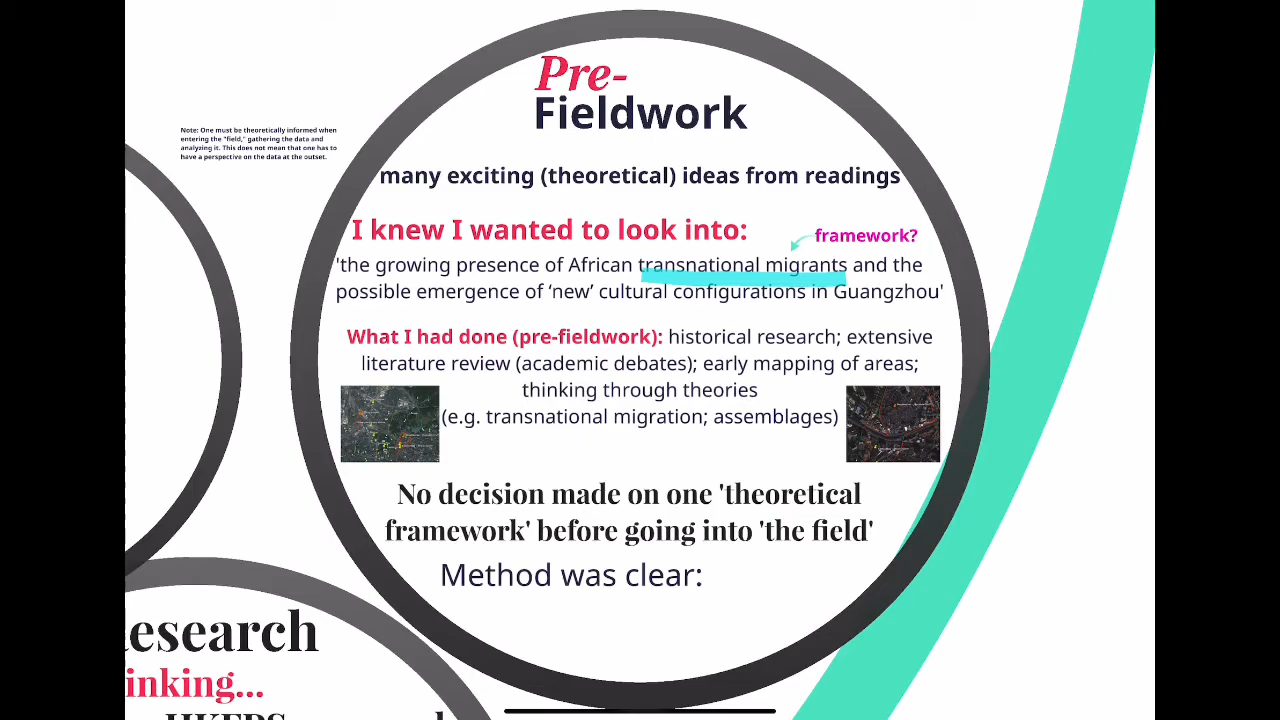 Pre-
Fieldwork
Note: One must be theoretically informed when
entering the "field," gathering the data and
analyzing it. This does not mean that one has to
have a perspective on the data at the outset.
many exciting (theoretical) ideas from readings
I knew I wanted to look into:
framework?
'the growing presence of African transnational migrants and the
possible emergence of ‘new’ cultural configurations in Guangzhou'
What I had done (pre-fieldwork): historical research; extensive
literature review (academic debates); early mapping of areas;
thinking through theories
(e.g. transnational migration; assemblages)
No decision made on one 'theoretical
framework' before going into 'the field'
Method was clear:
esearch
inking...